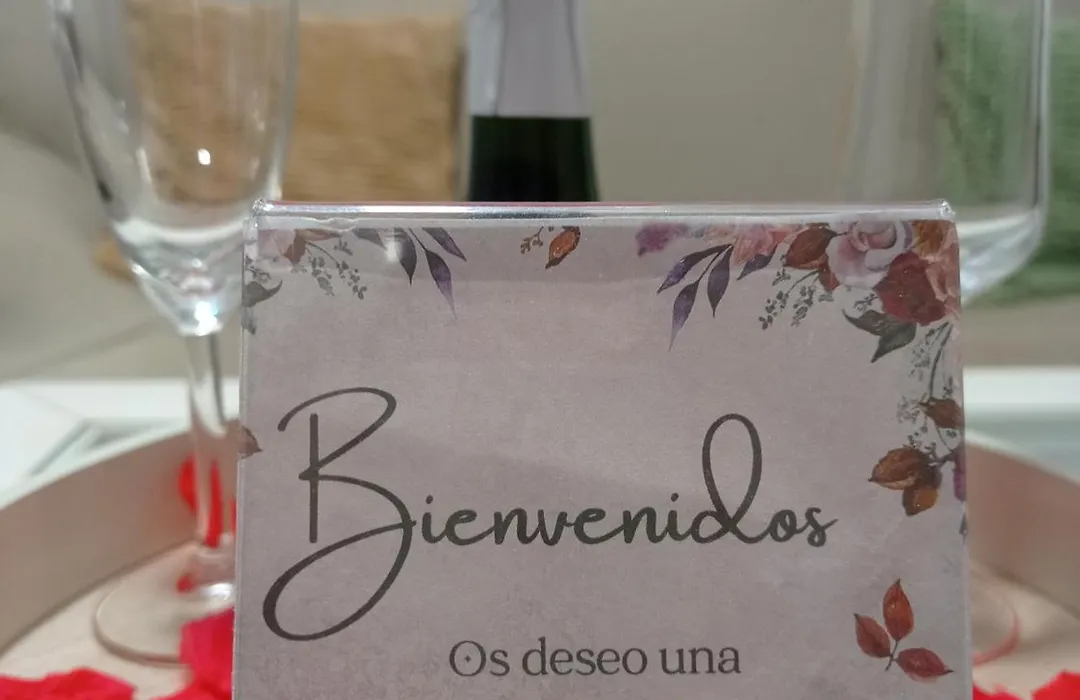 Bienvenidos
Os deseo una